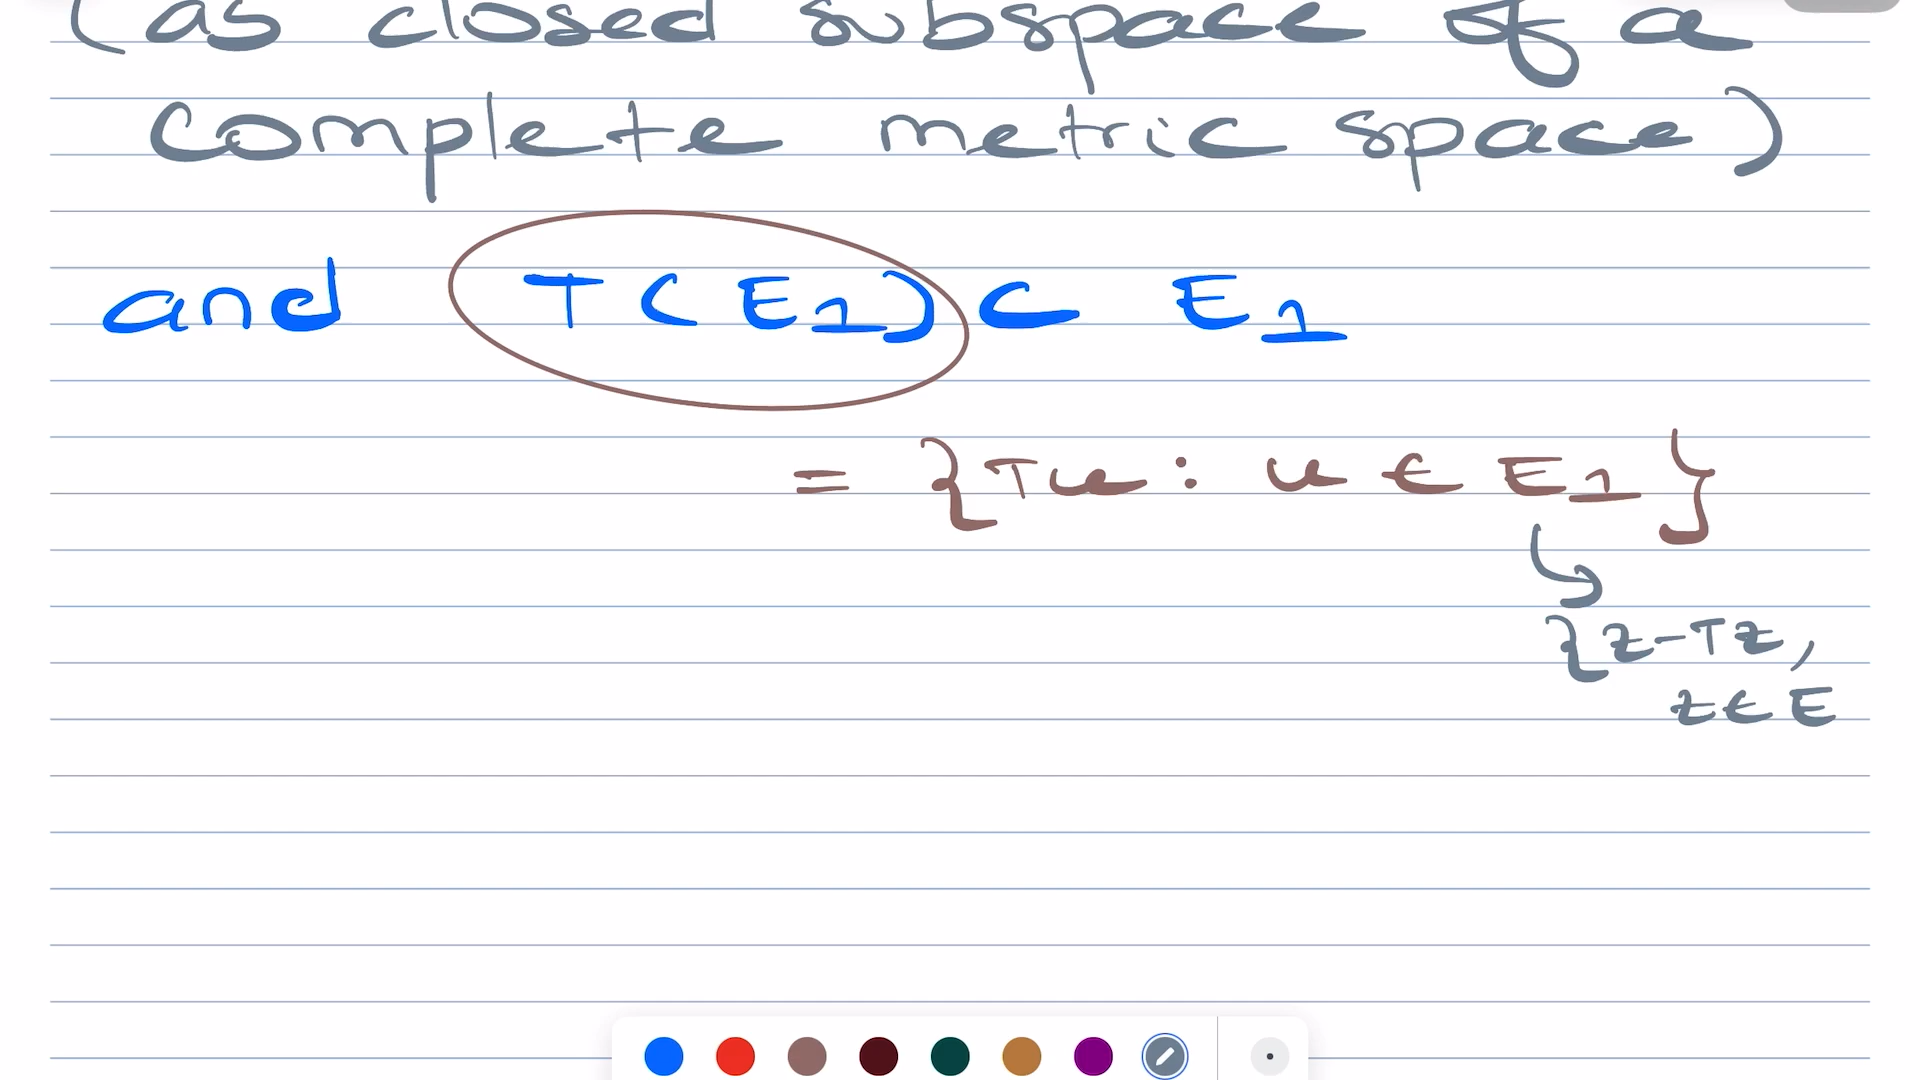 (as closed subspace of a
complete metric space)
and T(E1) ⊂ E1
= {Tu : u ∈ E1}
{z-Tz,
z∈E